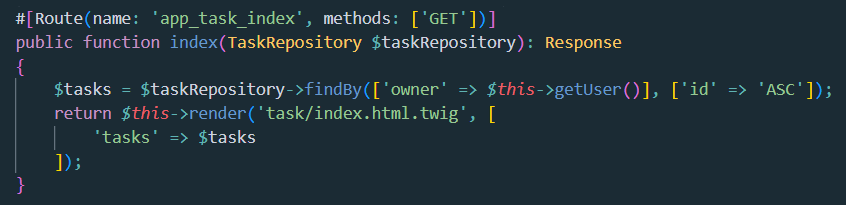 #[Route(name: 'app_task_index', methods: ['GET'])]
public function index(TaskRepository $taskRepository): Response
{
    $tasks = $taskRepository->findBy(['owner' => $this->getUser()], ['id' => 'ASC']);
    return $this->render('task/index.html.twig', [
        'tasks' => $tasks
    ]);
}